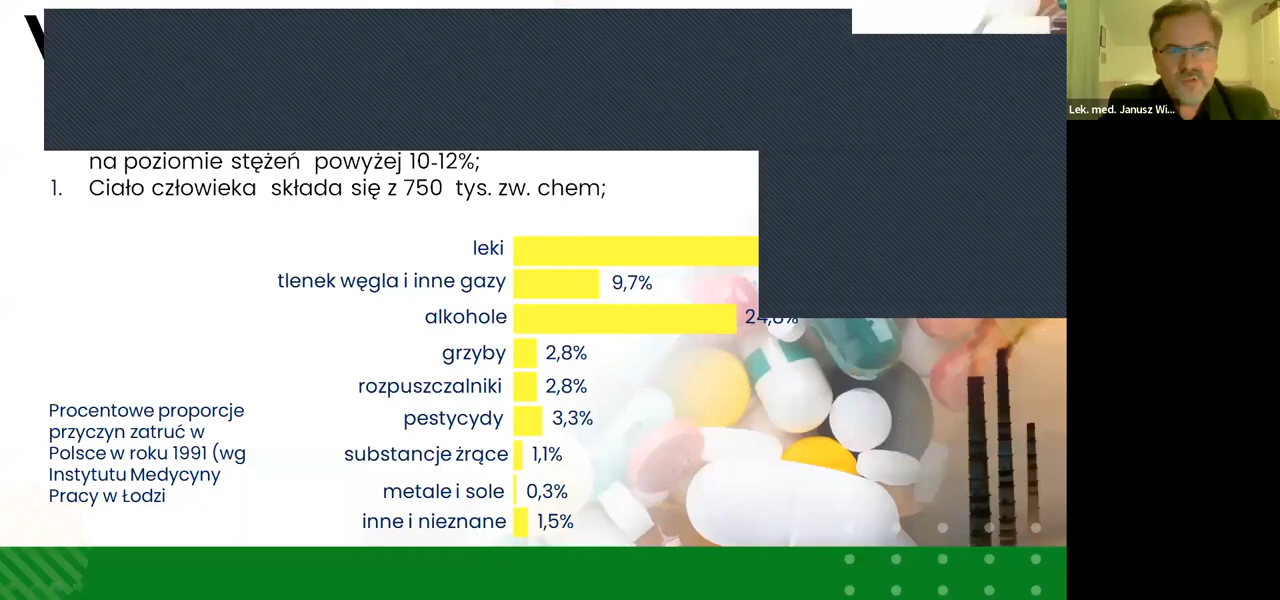 na poziomie stężeń powyżej 10-12%;
1. Ciało człowieka składa się z 750 tys. zw. chem;
leki
tlenek węgla i inne gazy 9,7%
alkohole
grzyby 2,8%
rozpuszczalniki 2,8%
pestycydy 3,3%
substancje żrące 1,1%
metale i sole 0,3%
inne i nieznane 1,5%
Procentowe proporcje
przyczyn zatruć w
Polsce w roku 1991 (wg
Instytutu Medycyny
Pracy w Łodzi
Lek. med. Janusz Wi...